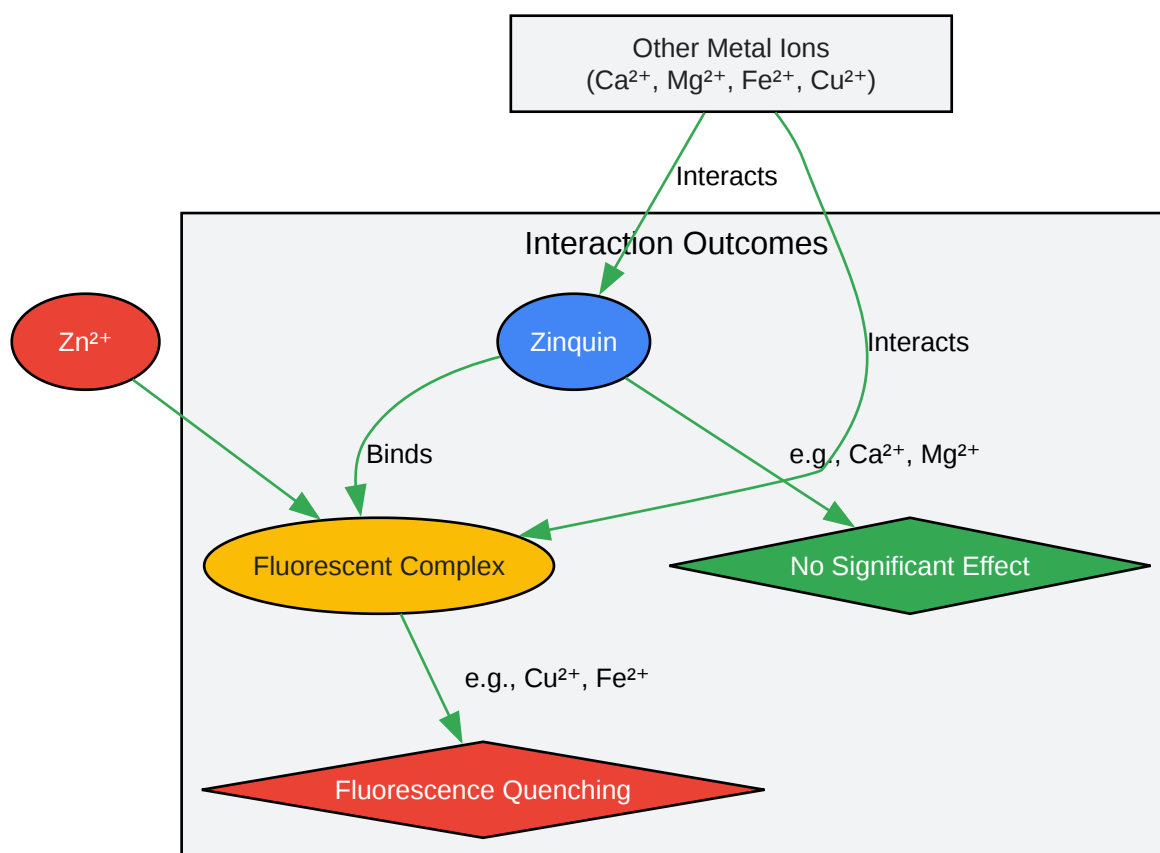 Other Metal Ions
(Ca²⁺, Mg²⁺, Fe²⁺, Cu²⁺)
Interacts
Interaction Outcomes
Zn²⁺
Zinquin
Interacts
Binds
e.g., Ca²⁺, Mg²⁺
Fluorescent Complex
No Significant Effect
e.g., Cu²⁺, Fe²⁺
Fluorescence Quenching